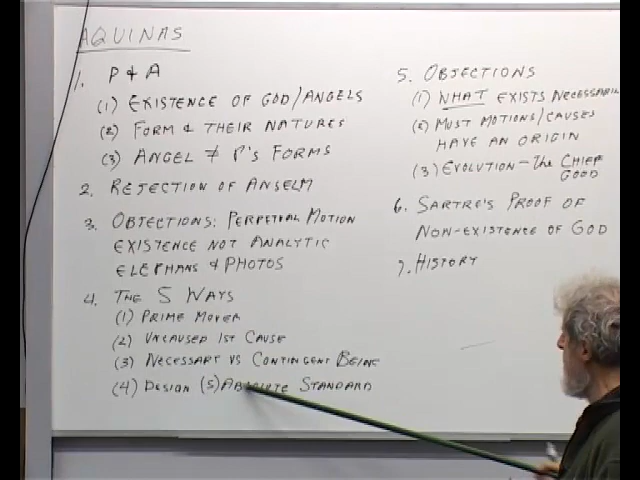 AQUINAS
1. P & A
(1) EXISTENCE OF GOD/ANGELS
(2) FORM & THEIR NATURES
(3) ANGEL ≠ P'S FORMS
2. REJECTION OF ANSELM
3. OBJECTIONS: PERPETUAL MOTION
EXISTENCE NOT ANALYTIC
ELEPHANS & PHOTOS
4. THE 5 WAYS
(1) PRIME MOVER
(2) UNCAUSED 1ST CAUSE
(3) NECESSARY VS CONTINGENT BEING
(4) DESIGN (5) ABSOLUTE STANDARD
5. OBJECTIONS
(1) WHAT EXISTS NECESSARIL
(2) MUST MOTIONS/CAUSES
HAVE AN ORIGIN
(3) EVOLUTION - THE CHIEF
GOOD
6. SARTRE'S PROOF OF
NON-EXISTENCE OF GOD
7. HISTORY